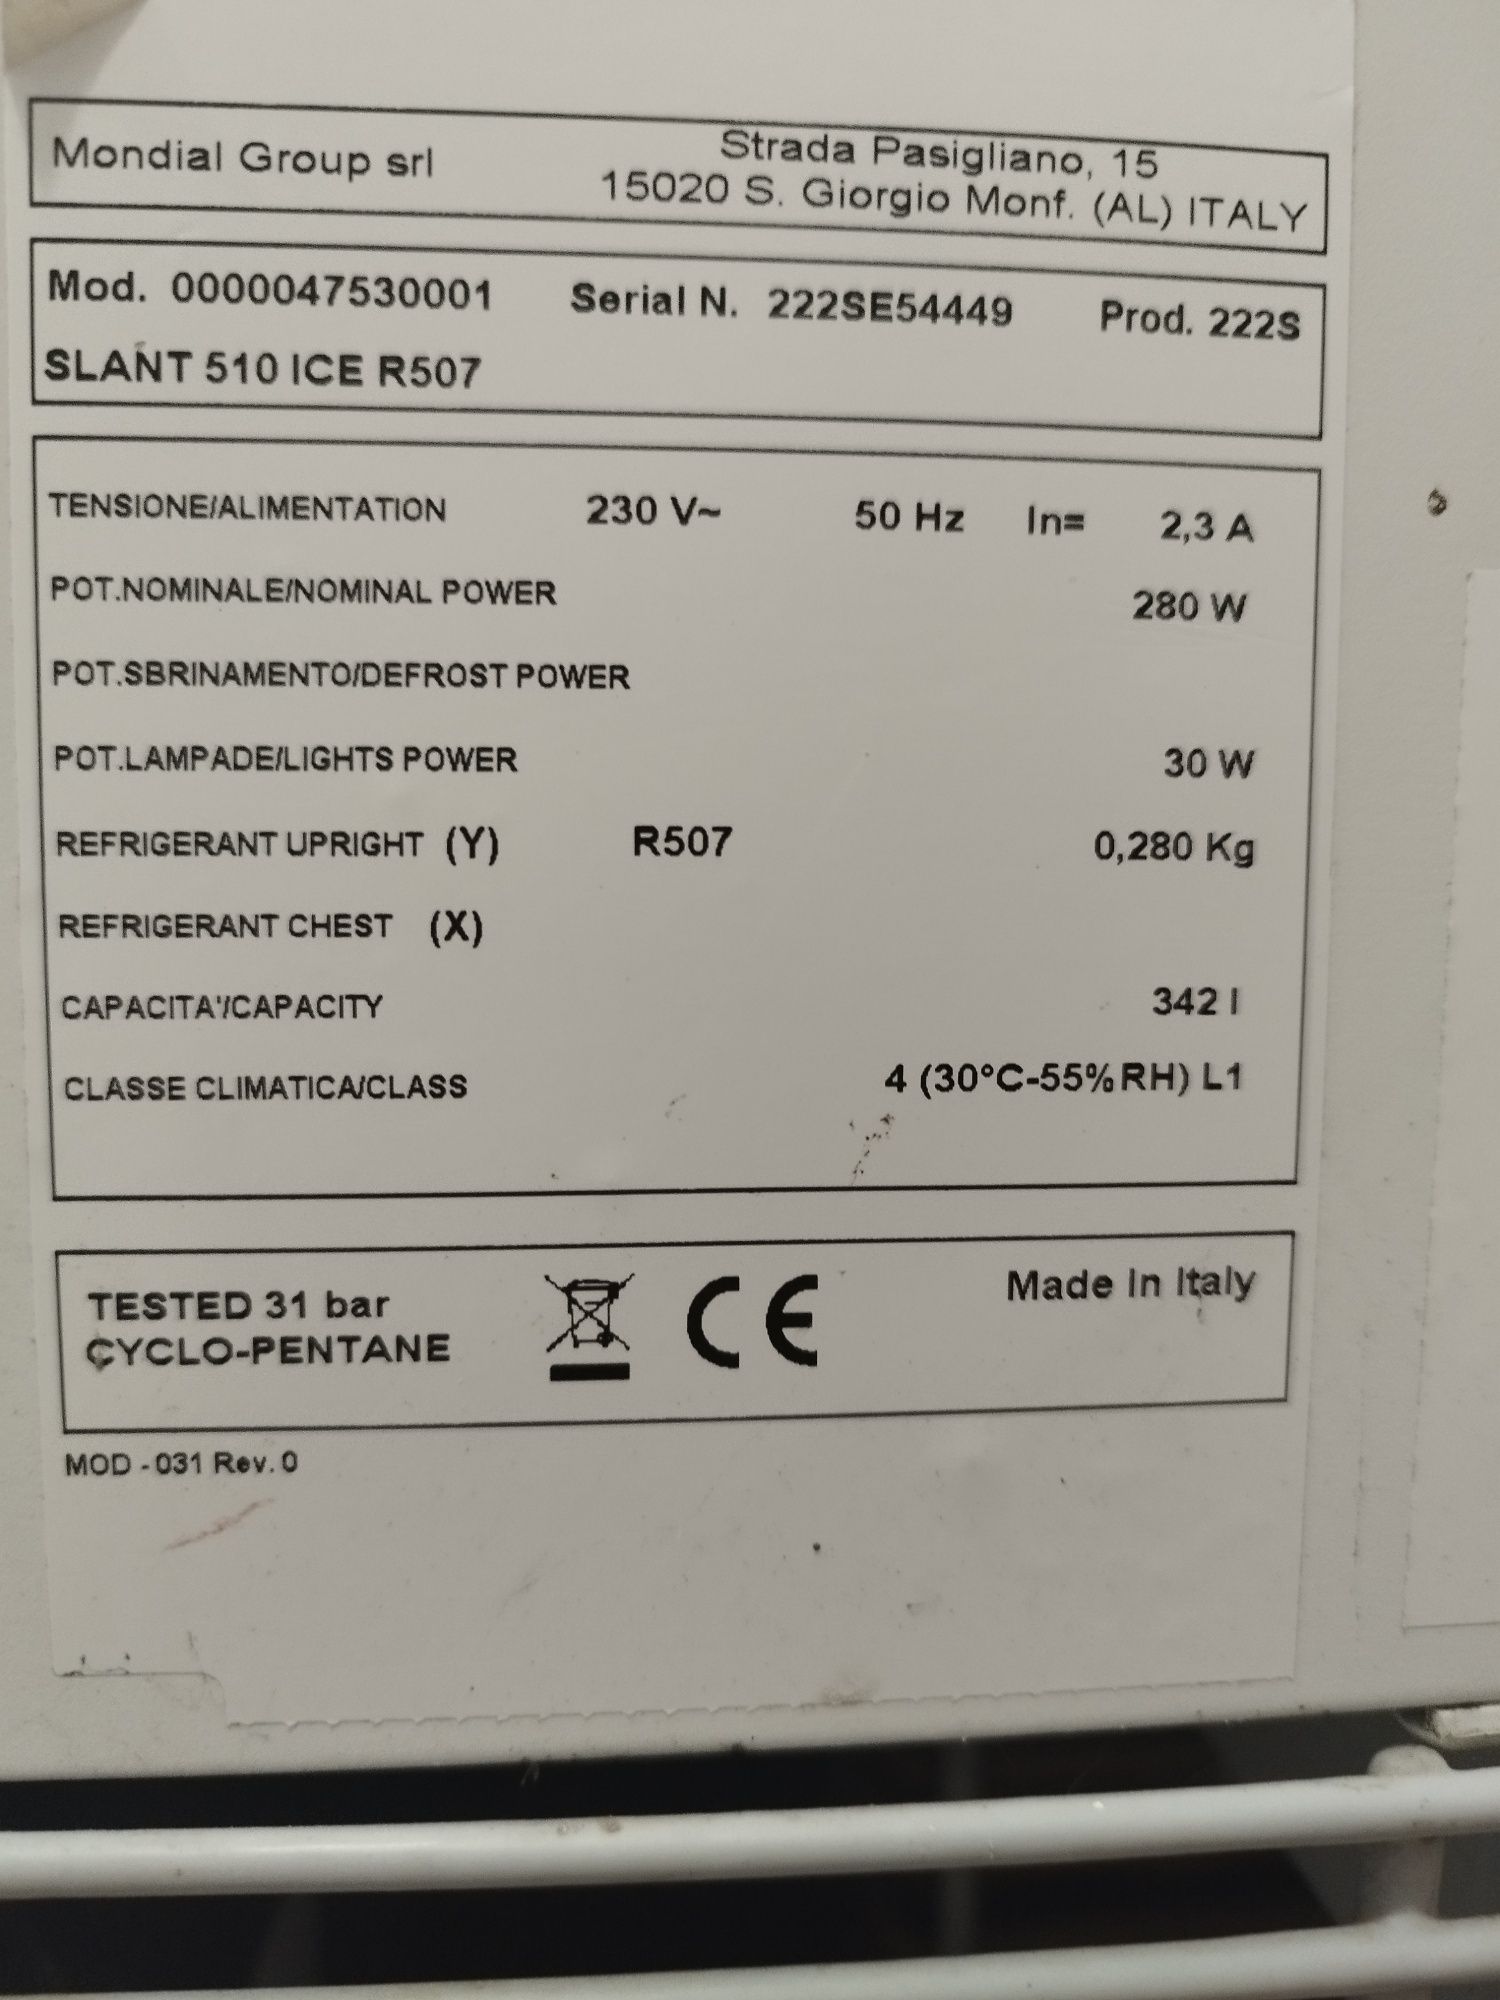 Mondial Group srl
Strada Pasigliano, 15
15020 S. Giorgio Monf. (AL) ITALY
Mod. 0000047530001 Serial N. 222SE54449 Prod. 222S
SLANT 510 ICE R507
TENSIONE/ALIMENTATION 230 V~ 50 Hz In= 2,3 A
POT.NOMINALE/NOMINAL POWER 280 W
POT.SBRINAMENTO/DEFROST POWER
POT.LAMPADE/LIGHTS POWER 30 W
REFRIGERANT UPRIGHT (Y) R507 0,280 Kg
REFRIGERANT CHEST (X)
CAPACITA'/CAPACITY 342 l
CLASSE CLIMATICA/CLASS 4 (30°C-55%RH) L1
TESTED 31 bar
CYCLO-PENTANE
CE
Made In Italy
MOD - 031 Rev. 0